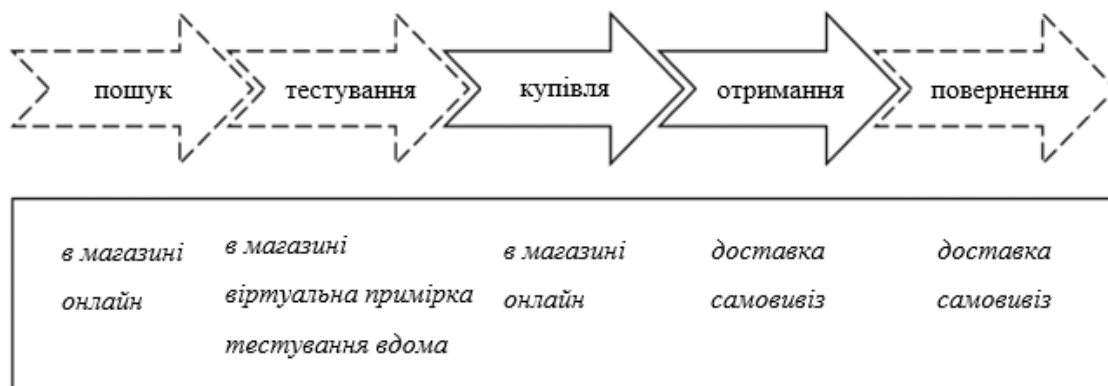 пошук
тестування
купівля
отримання
повернення
в магазині
онлайн
в магазині
віртуальна примірка
тестування вдома
в магазині
онлайн
доставка
самовивіз
доставка
самовивіз